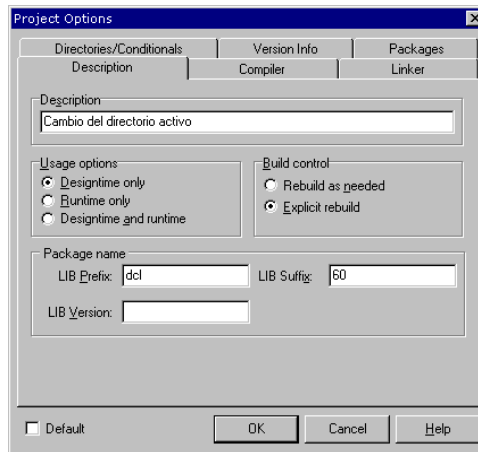 Project Options
Directories/Conditionals Version Info Packages
Description Compiler Linker
Description
Cambio del directorio activo
Usage options Build control
Designtime only Rebuild as needed
Runtime only Explicit rebuild
Designtime and runtime
Package name
LIB Prefix: dcl LIB Suffix: 60
LIB Version:
Default OK Cancel Help